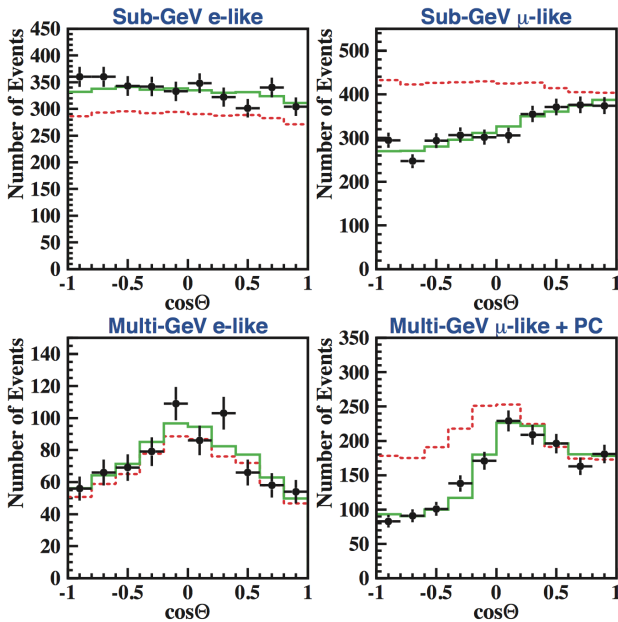 Sub-GeV e-like
Number of Events
450
400
350
300
250
200
150
100
50
0
-1 -0.5 0 0.5 1
cosΘ
Sub-GeV μ-like
Number of Events
500
400
300
200
100
0
-1 -0.5 0 0.5 1
cosΘ
Multi-GeV e-like
Number of Events
140
120
100
80
60
40
20
0
-1 -0.5 0 0.5 1
cosΘ
Multi-GeV μ-like + PC
Number of Events
350
300
250
200
150
100
50
0
-1 -0.5 0 0.5 1
cosΘ